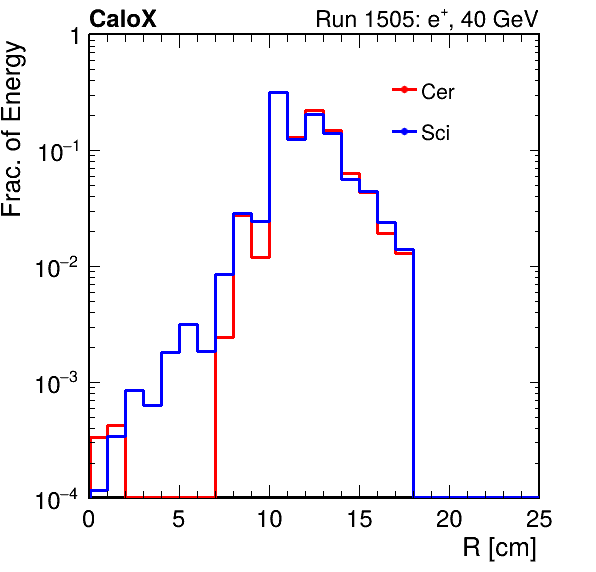 CaloX Run 1505: e⁺, 40 GeV
Frac. of Energy
1
10⁻¹
10⁻²
10⁻³
10⁻⁴
Cer
Sci
0 5 10 15 20 25
R [cm]